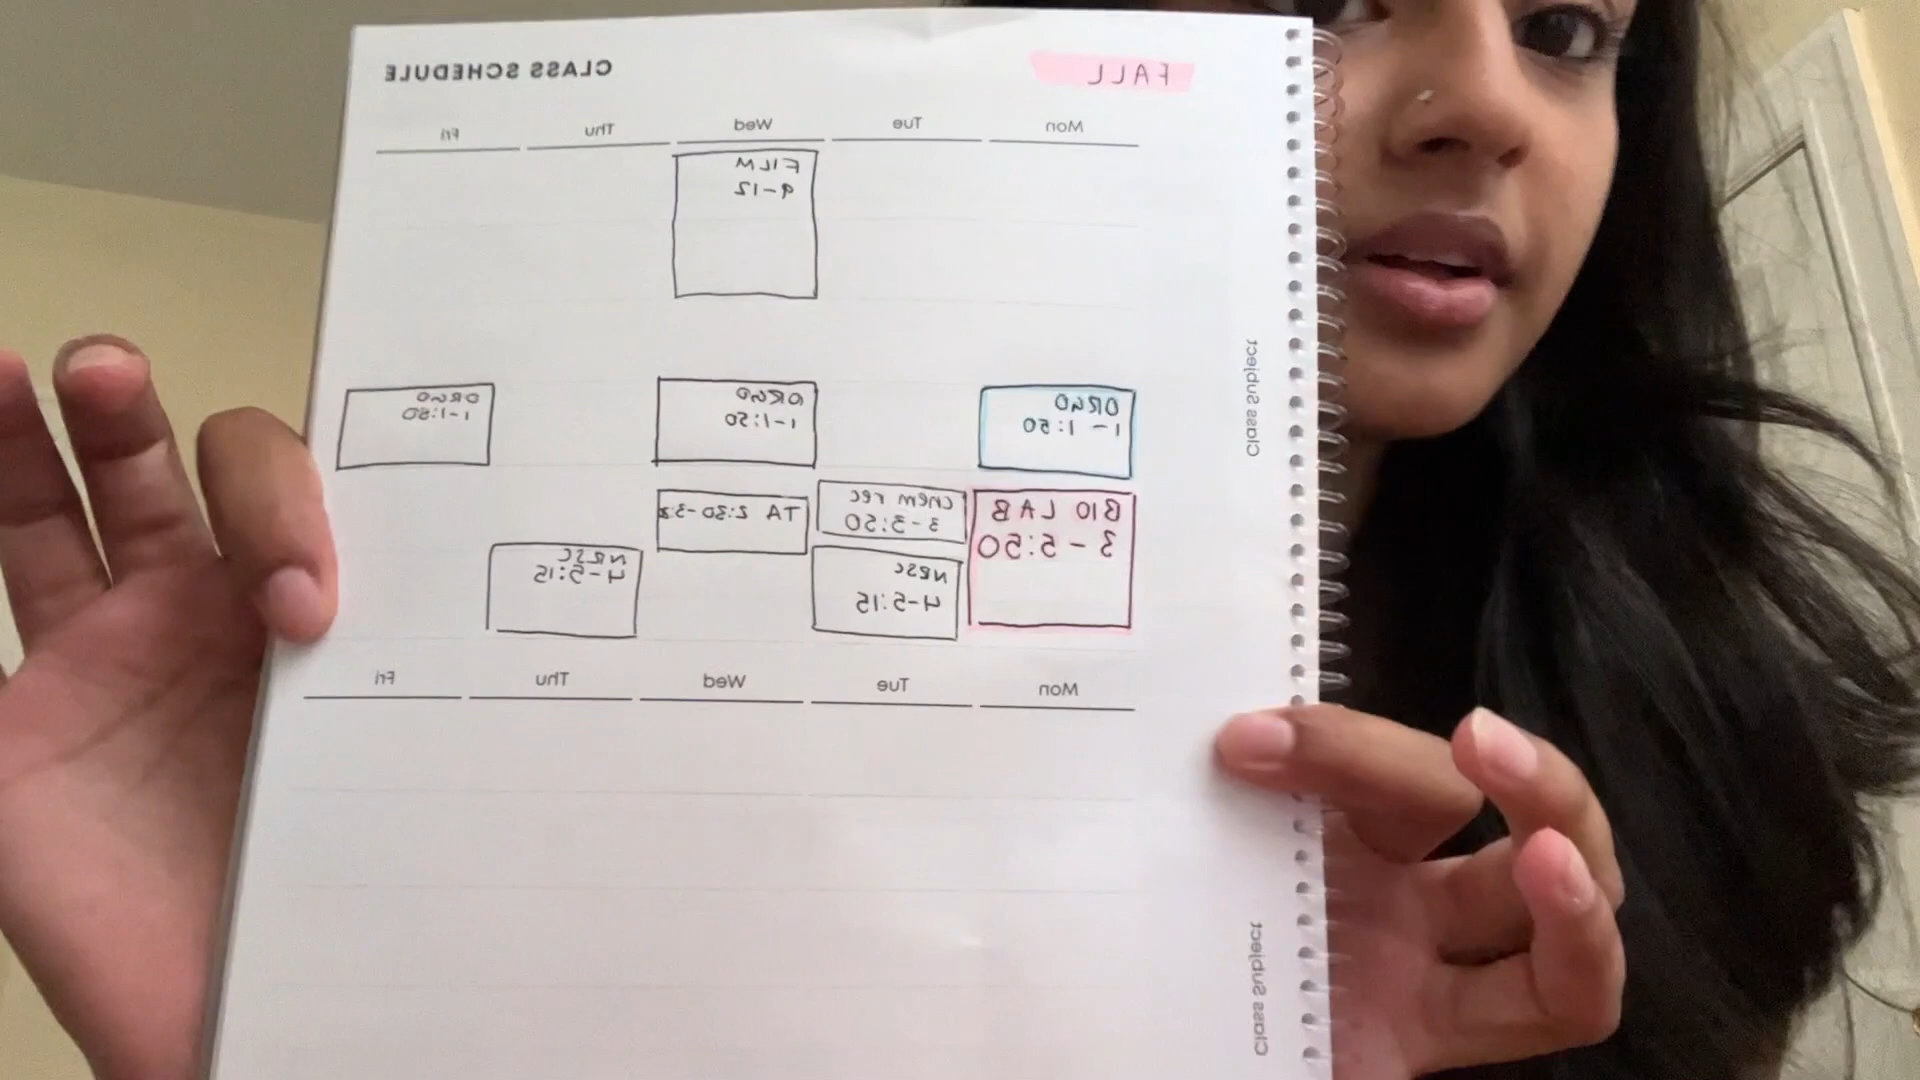 FALL CLASS SCHEDULE
Mon Tue Wed Thu Fri
FILM
9-12
ORGO
1-1:50
ORGO
1-1:50
ORGO
1-1:50
BIO LAB
3-5:50
chem rec
3-3:50
TA 2:30-3:
NRSC
4-5:15
NRSC
4-5:15
Mon Tue Wed Thu Fri
Class Subject
Class Subject